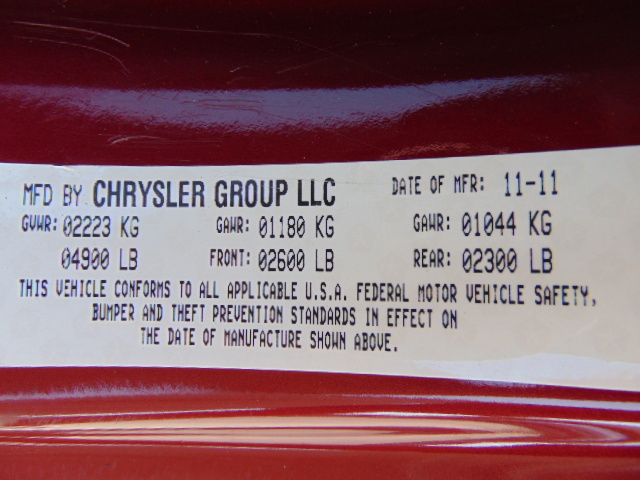 MFD BY CHRYSLER GROUP LLC DATE OF MFR: 11-11
GVWR: 02223 KG GAWR: 01180 KG GAWR: 01044 KG
04900 LB FRONT: 02600 LB REAR: 02300 LB
THIS VEHICLE CONFORMS TO ALL APPLICABLE U.S.A. FEDERAL MOTOR VEHICLE SAFETY,
BUMPER AND THEFT PREVENTION STANDARDS IN EFFECT ON
THE DATE OF MANUFACTURE SHOWN ABOVE.